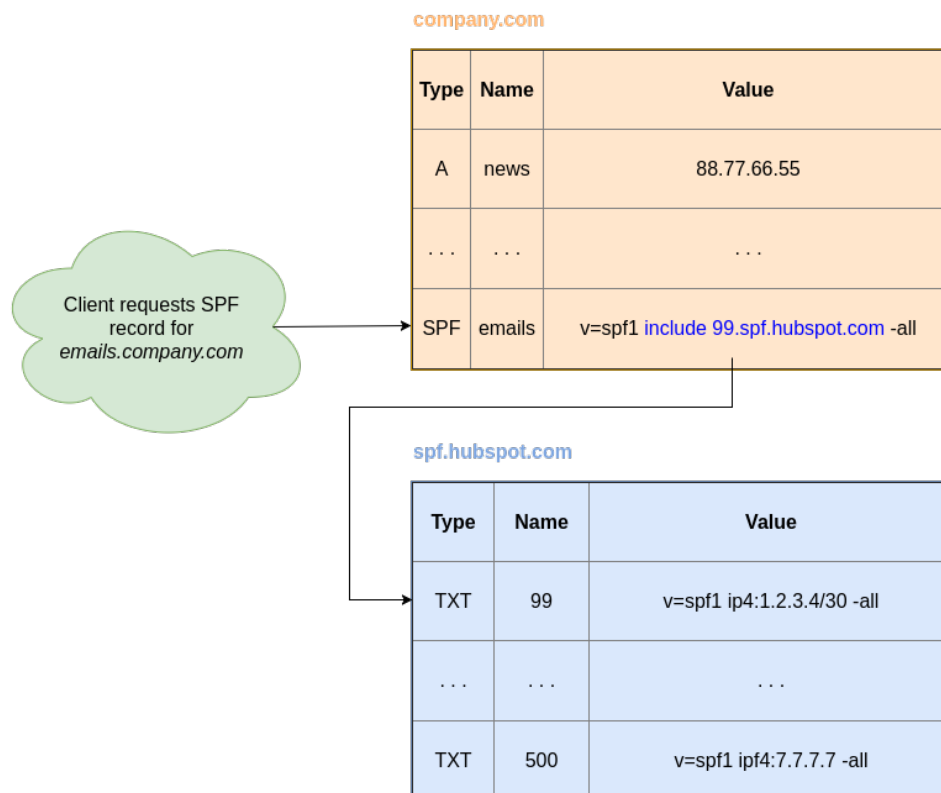 company.com
Type Name Value
A news 88.77.66.55
. . . . . . . . .
Client requests SPF
record for
emails.company.com
SPF emails v=spf1 include 99.spf.hubspot.com -all
spf.hubspot.com
Type Name Value
TXT 99 v=spf1 ip4:1.2.3.4/30 -all
. . . . . . . . .
TXT 500 v=spf1 ipf4:7.7.7.7 -all